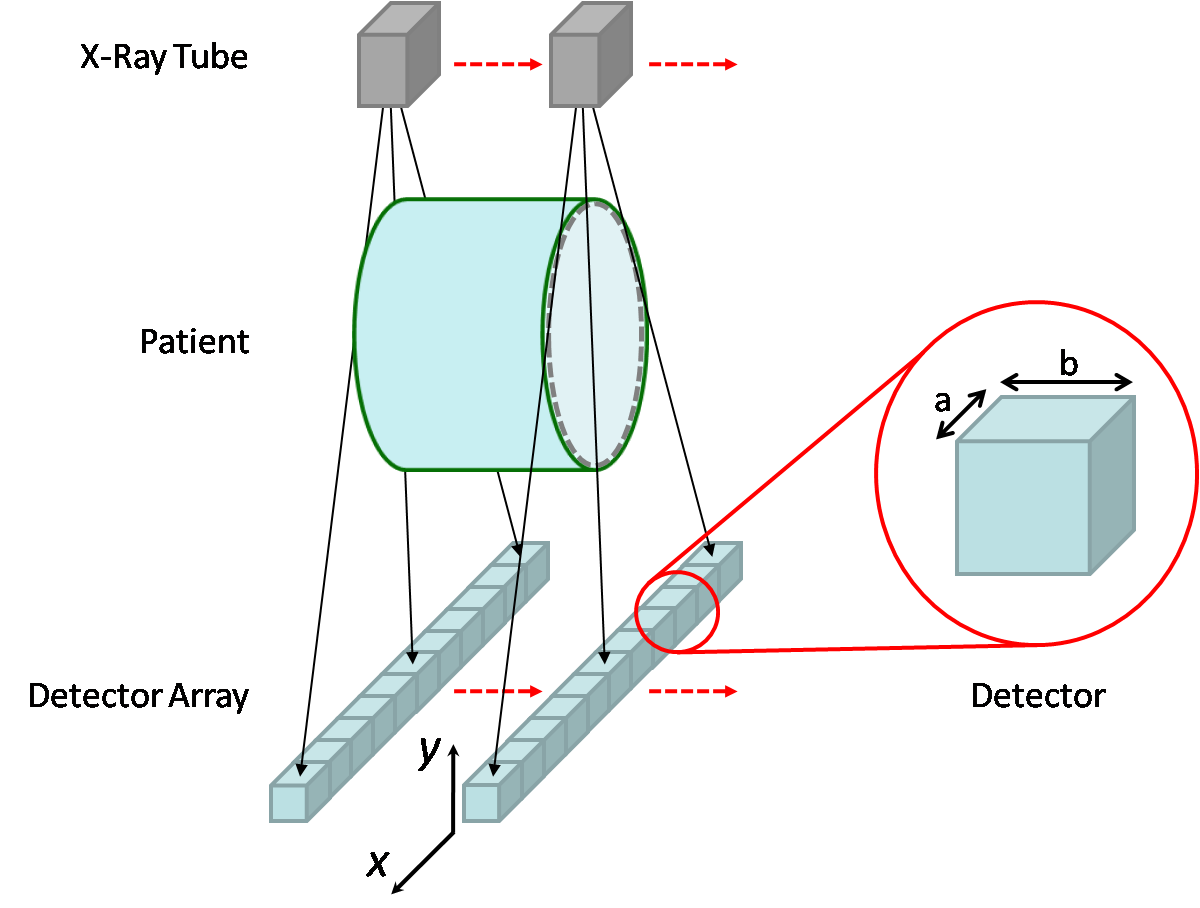 X-Ray Tube
Patient
b
a
Detector Array
Detector
y
x